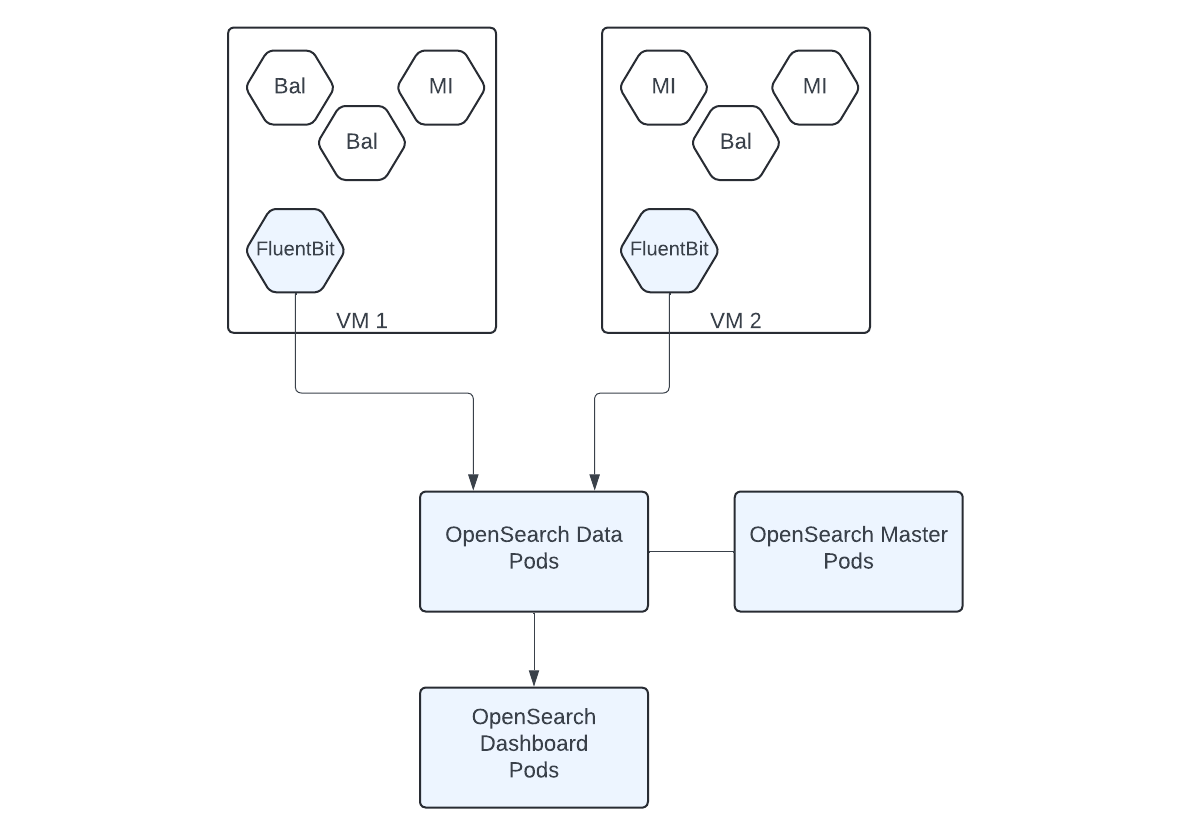 Bal
MI
Bal
FluentBit
VM 1
MI
MI
Bal
FluentBit
VM 2
OpenSearch Data
Pods
OpenSearch Master
Pods
OpenSearch
Dashboard
Pods